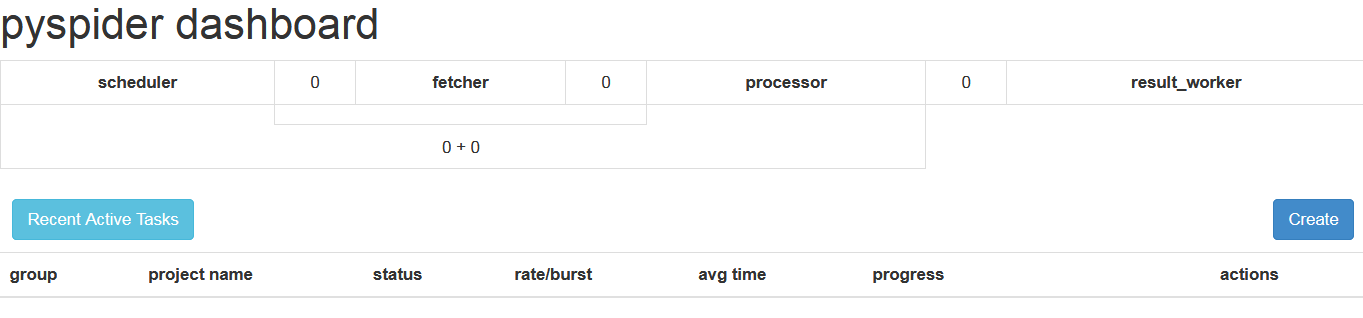 pyspider dashboard
scheduler 0 fetcher 0 processor 0 result_worker
0 + 0
Recent Active Tasks Create
group project name status rate/burst avg time progress actions